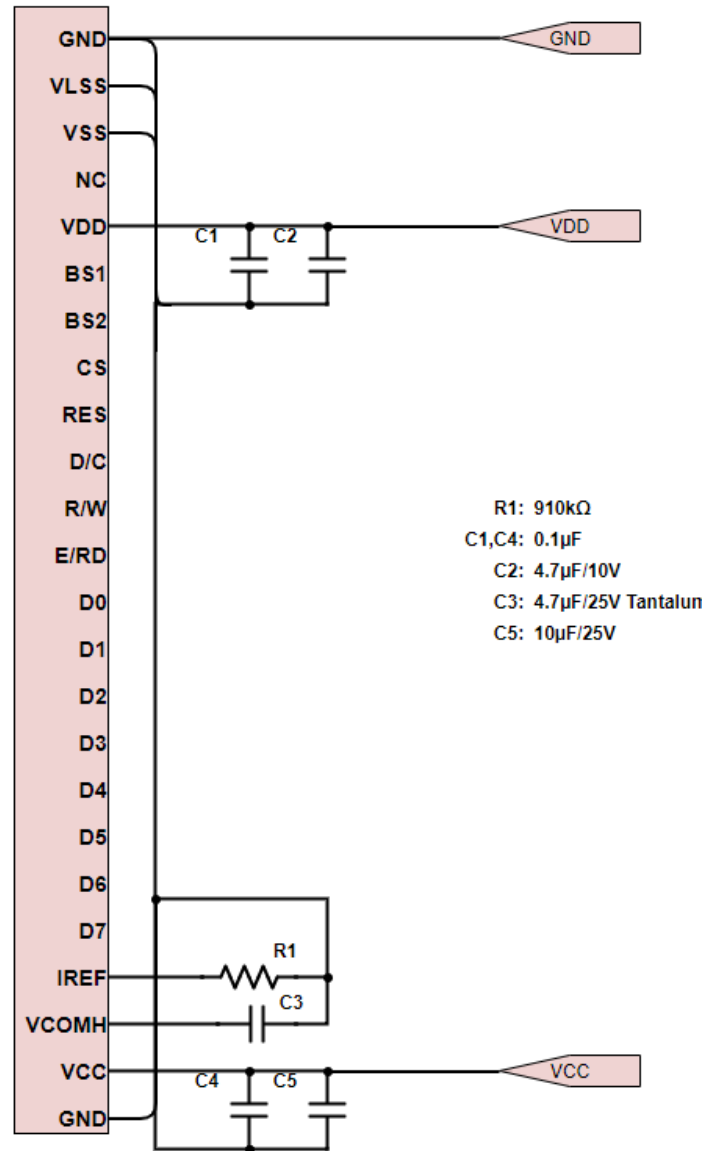 GND
GND
VLSS
VSS
NC
VDD
C1
C2
VDD
BS1
BS2
CS
RES
D/C
R/W
R1: 910kΩ
C1,C4: 0.1µF
E/RD
C2: 4.7µF/10V
D0
C3: 4.7µF/25V Tantalum
C5: 10µF/25V
D1
D2
D3
D4
D5
D6
D7
R1
IREF
C3
VCOMH
VCC
C4
C5
VCC
GND